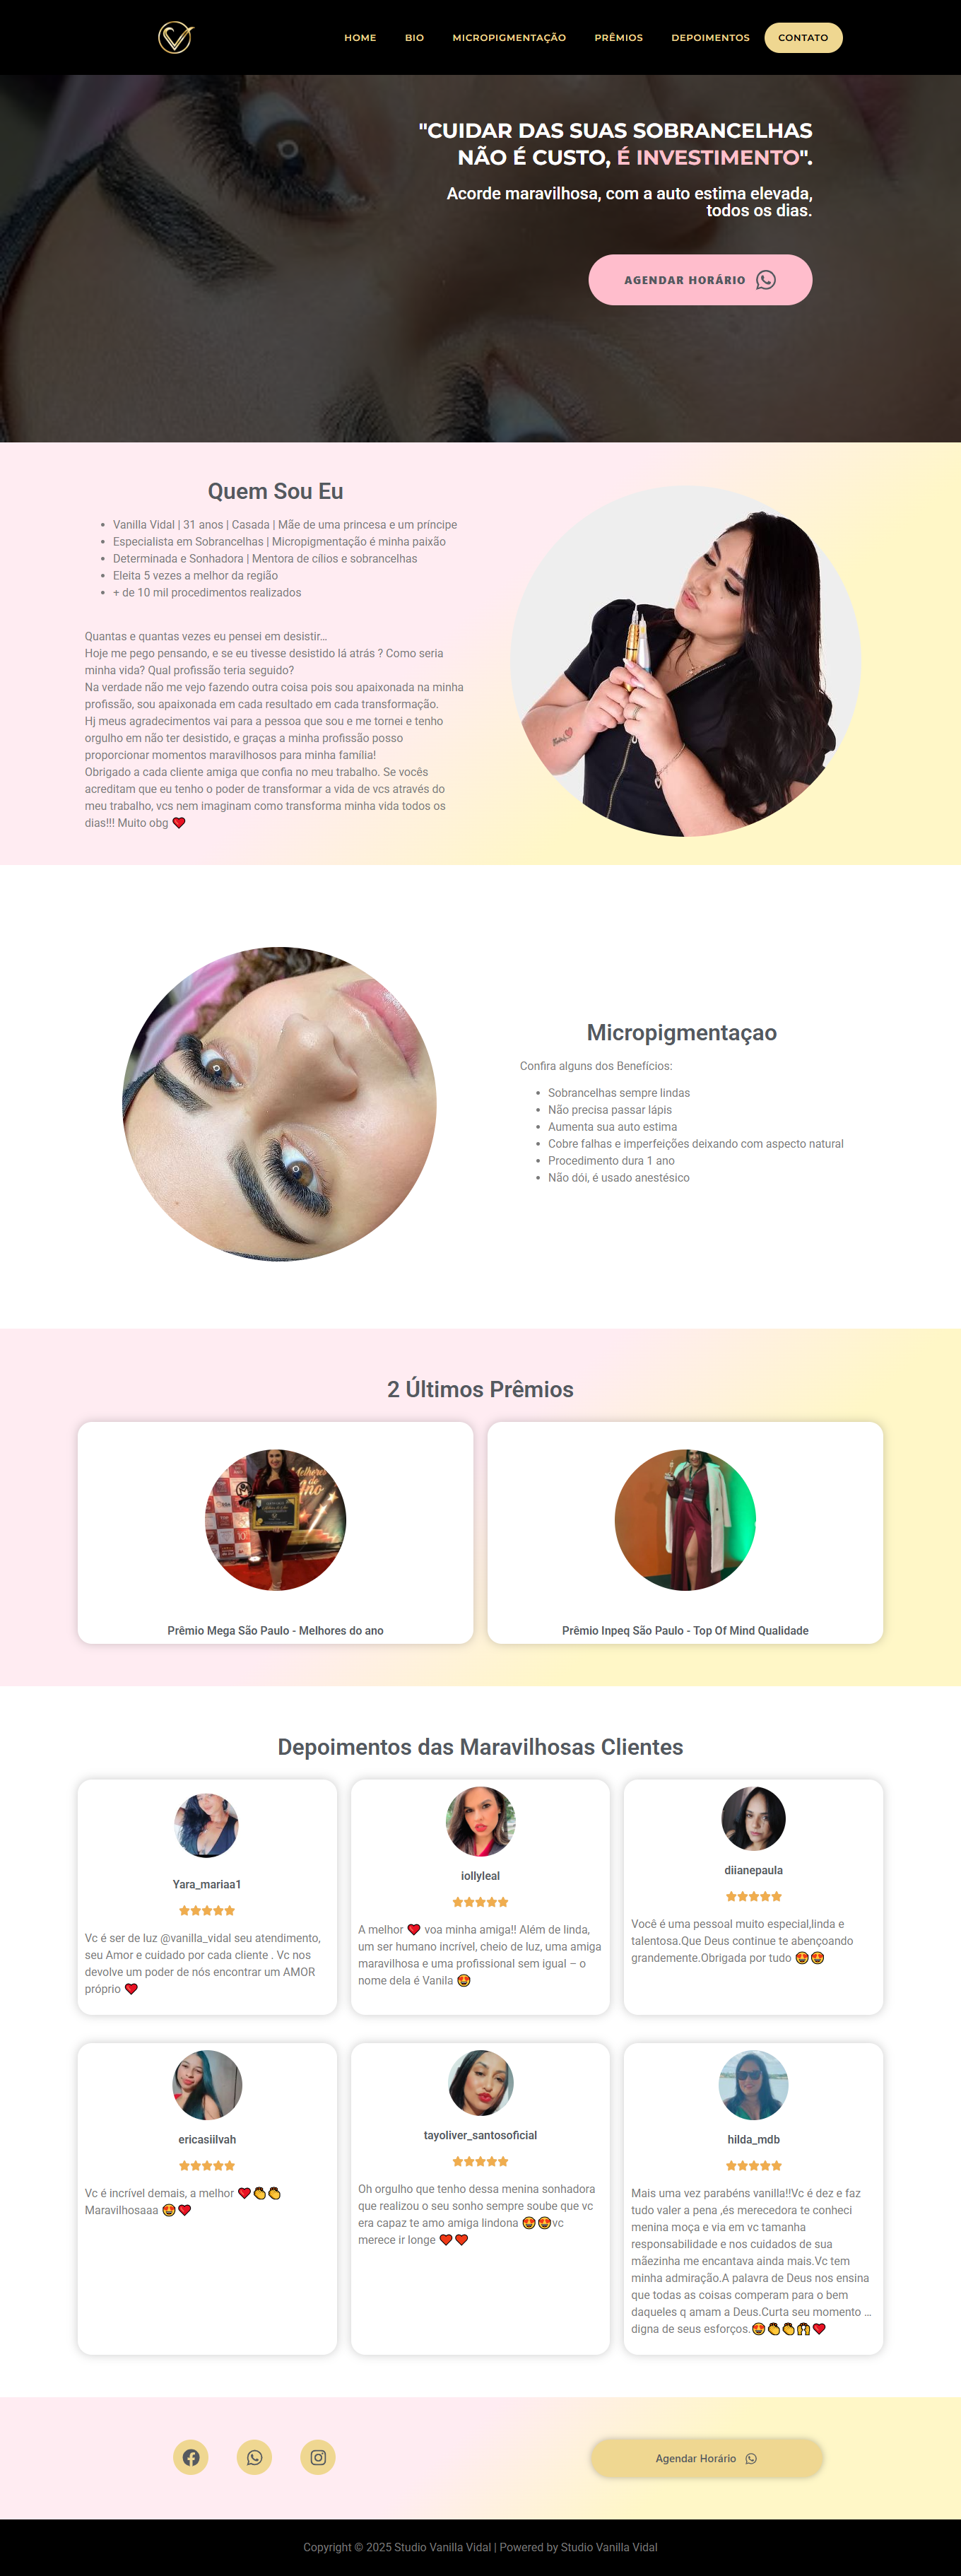 HOME BIO MICROPIGMENTAÇÃO PRÊMIOS DEPOIMENTOS CONTATO
"CUIDAR DAS SUAS SOBRANCELHAS
NÃO É CUSTO, É INVESTIMENTO".
Acorde maravilhosa, com a auto estima elevada,
todos os dias.
AGENDAR HORÁRIO
Quem Sou Eu
• Vanilla Vidal | 31 anos | Casada | Mãe de uma princesa e um príncipe
• Especialista em Sobrancelhas | Micropigmentação é minha paixão
• Determinada e Sonhadora | Mentora de cílios e sobrancelhas
• Eleita 5 vezes a melhor da região
• + de 10 mil procedimentos realizados
Quantas e quantas vezes eu pensei em desistir…
Hoje me pego pensando, e se eu tivesse desistido lá atrás ? Como seria
minha vida? Qual profissão teria seguido?
Na verdade não me vejo fazendo outra coisa pois sou apaixonada na minha
profissão, sou apaixonada em cada resultado em cada transformação.
Hj meus agradecimentos vai para a pessoa que sou e me tornei e tenho
orgulho em não ter desistido, e graças a minha profissão posso
proporcionar momentos maravilhosos para minha família!
Obrigado a cada cliente amiga que confia no meu trabalho. Se vocês
acreditam que eu tenho o poder de transformar a vida de vcs através do
meu trabalho, vcs nem imaginam como transforma minha vida todos os
dias!!! Muito obg ❤️
Micropigmentaçao
Confira alguns dos Benefícios:
• Sobrancelhas sempre lindas
• Não precisa passar lápis
• Aumenta sua auto estima
• Cobre falhas e imperfeições deixando com aspecto natural
• Procedimento dura 1 ano
• Não dói, é usado anestésico
2 Últimos Prêmios
Prêmio Mega São Paulo - Melhores do ano
Prêmio Inpeq São Paulo - Top Of Mind Qualidade
Depoimentos das Maravilhosas Clientes
Yara_mariaa1
Vc é ser de luz @vanilla_vidal seu atendimento,
seu Amor e cuidado por cada cliente . Vc nos
devolve um poder de nós encontrar um AMOR
próprio ❤️
iollyleal
A melhor ❤️ voa minha amiga!! Além de linda,
um ser humano incrível, cheio de luz, uma amiga
maravilhosa e uma profissional sem igual – o
nome dela é Vanila 😍
diianepaula
Você é uma pessoal muito especial,linda e
talentosa.Que Deus continue te abençoando
grandemente.Obrigada por tudo 😍😍
ericasiilvah
Vc é incrível demais, a melhor ❤️👏👏
Maravilhosaaa 😍❤️
tayoliver_santosoficial
Oh orgulho que tenho dessa menina sonhadora
que realizou o seu sonho sempre soube que vc
era capaz te amo amiga lindona 😍😍vc
merece ir longe ❤️❤️
hilda_mdb
Mais uma vez parabéns vanilla!!Vc é dez e faz
tudo valer a pena ,és merecedora te conheci
menina moça e via em vc tamanha
responsabilidade e nos cuidados de sua
mãezinha me encantava ainda mais.Vc tem
minha admiração.A palavra de Deus nos ensina
que todas as coisas comperam para o bem
daqueles q amam a Deus.Curta seu momento …
digna de seus esforços.😍👏👏🙌❤️
Agendar Horário
Copyright © 2025 Studio Vanilla Vidal | Powered by Studio Vanilla Vidal